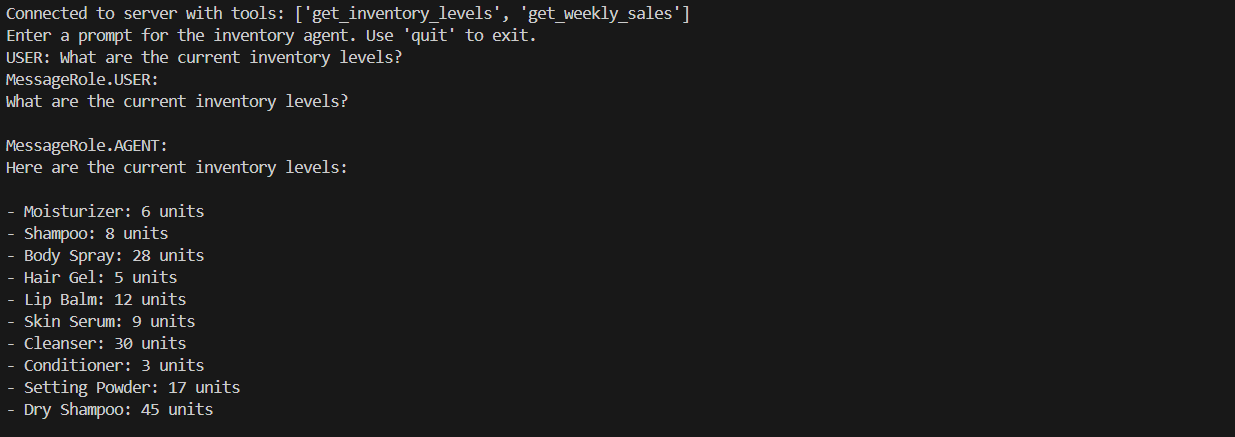 Connected to server with tools: ['get_inventory_levels', 'get_weekly_sales']
Enter a prompt for the inventory agent. Use 'quit' to exit.
USER: What are the current inventory levels?
MessageRole.USER:
What are the current inventory levels?
MessageRole.AGENT:
Here are the current inventory levels:
- Moisturizer: 6 units
- Shampoo: 8 units
- Body Spray: 28 units
- Hair Gel: 5 units
- Lip Balm: 12 units
- Skin Serum: 9 units
- Cleanser: 30 units
- Conditioner: 3 units
- Setting Powder: 17 units
- Dry Shampoo: 45 units